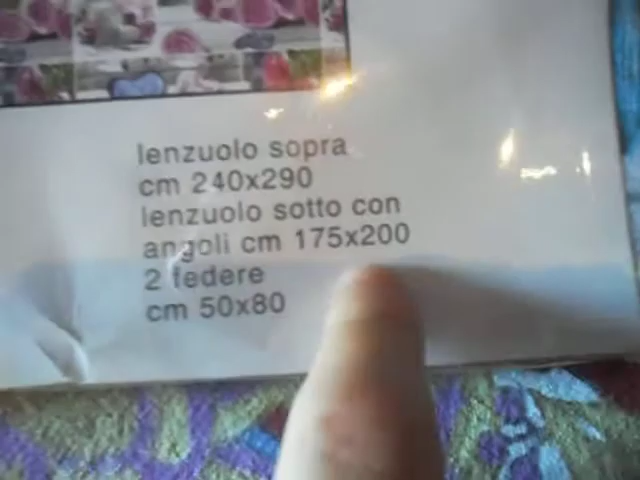 lenzuolo sopra
cm 240x290
lenzuolo sotto con
angoli cm 175x200
2 federe
cm 50x80